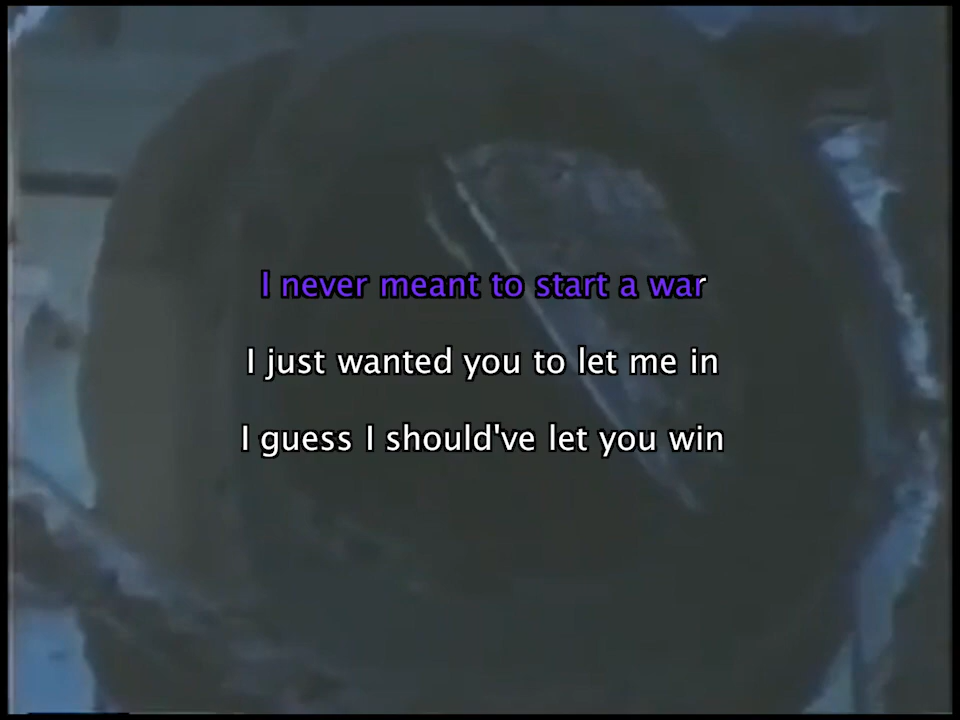 I never meant to start a war
I just wanted you to let me in
I guess I should've let you win